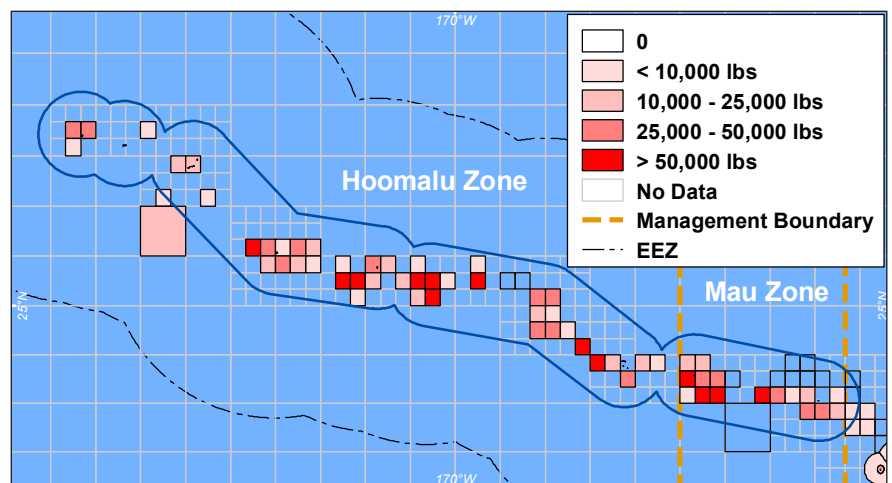 170°W
0
< 10,000 lbs
10,000 - 25,000 lbs
25,000 - 50,000 lbs
> 50,000 lbs
No Data
Management Boundary
EEZ
Hoomalu Zone
Mau Zone
25°N
25°N
170°W